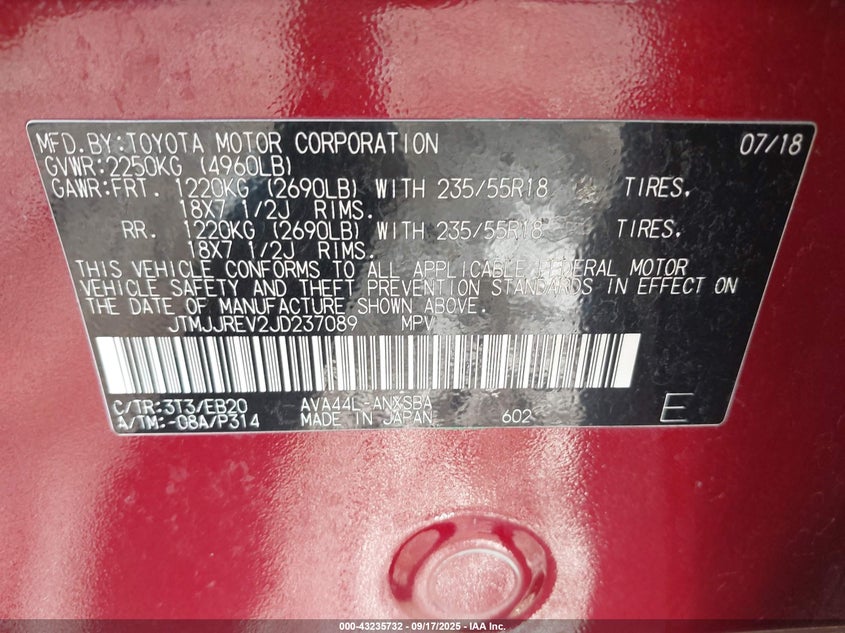 MFD.BY:TOYOTA MOTOR CORPORATION 07/18
GVWR:2250KG (4960LB)
GAWR:FRT. 1220KG (2690LB) WITH 235/55R18 TIRES.
18X7 1/2J RIMS.
RR. 1220KG (2690LB) WITH 235/55R18 TIRES.
18X7 1/2J RIMS.
THIS VEHICLE CONFORMS TO ALL APPLICABLE FEDERAL MOTOR
VEHICLE SAFETY AND THEFT PREVENTION STANDARDS IN EFFECT ON
THE DATE OF MANUFACTURE SHOWN ABOVE.
JTMJJREV2JD237089 MPV
C/TR:3T3/EB20 AVA44L-ANXSBA
A/TM:-08A/P314 MADE IN JAPAN 602 E
000-43235732 - 09/17/2025 - IAA Inc.